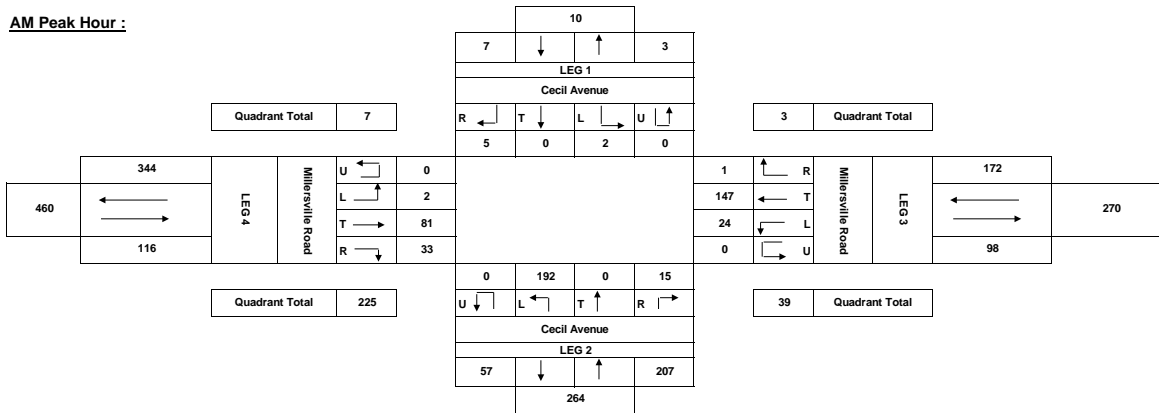 AM Peak Hour :
10
7 3
LEG 1
Cecil Avenue
Quadrant Total 7
R T L U
3 Quadrant Total
5 0 2 0
344
U 0
1 R
172
460
LEG 4
Millersville Road
L 2
147 T
LEG 3
Millersville Road
270
T 81
24 L
116
R 33
0 U
98
0 192 0 15
Quadrant Total 225
U L T R
39 Quadrant Total
Cecil Avenue
LEG 2
57 207
264